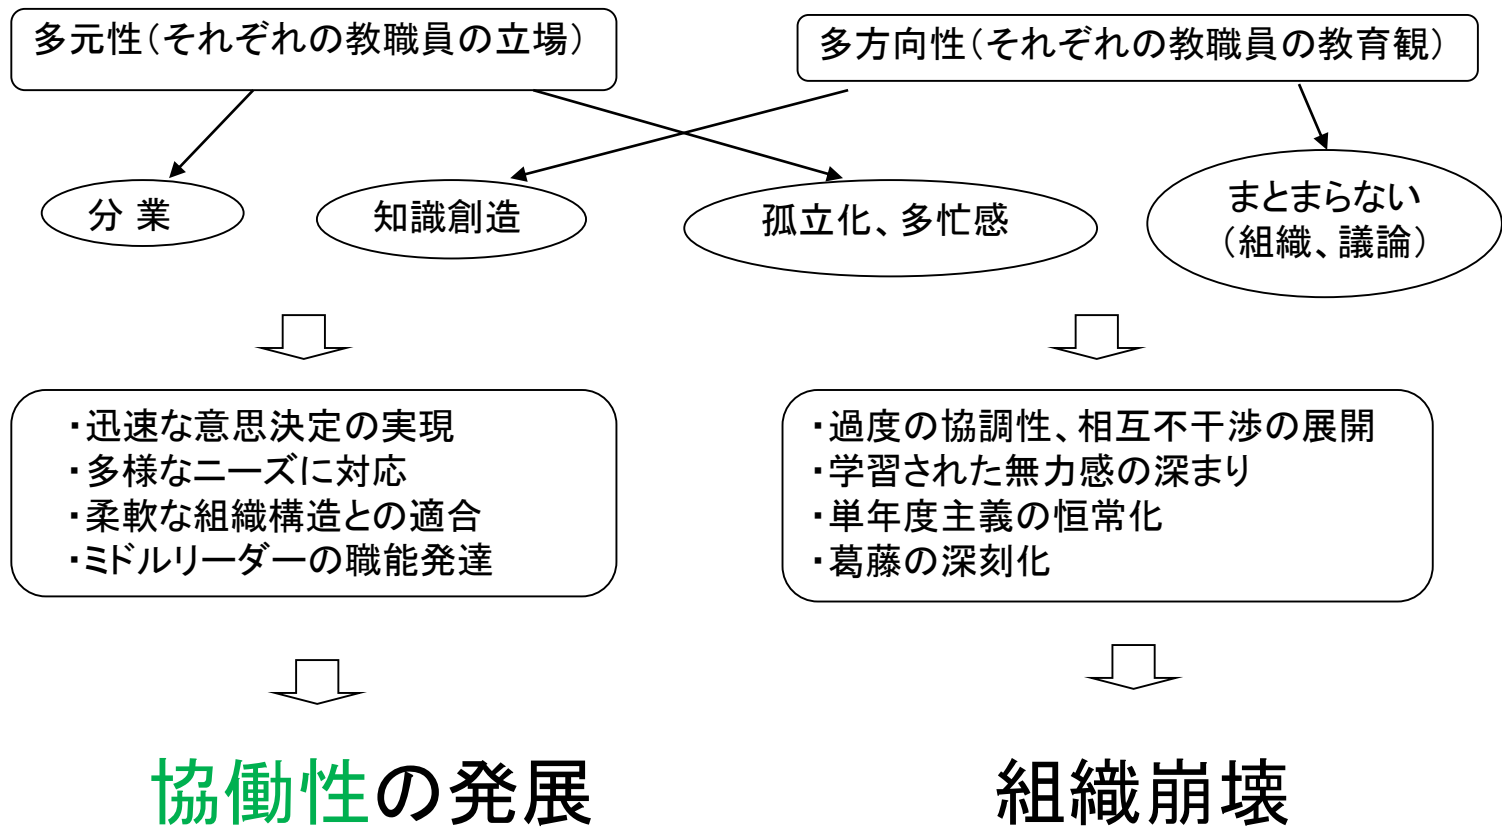 多元性(それぞれの教職員の立場)
多方向性(それぞれの教職員の教育観)
分 業
知識創造
孤立化、多忙感
まとまらない
(組織、議論)
・迅速な意思決定の実現
・多様なニーズに対応
・柔軟な組織構造との適合
・ミドルリーダーの職能発達
・過度の協調性、相互不干渉の展開
・学習された無力感の深まり
・単年度主義の恒常化
・葛藤の深刻化
協働性の発展
組織崩壊